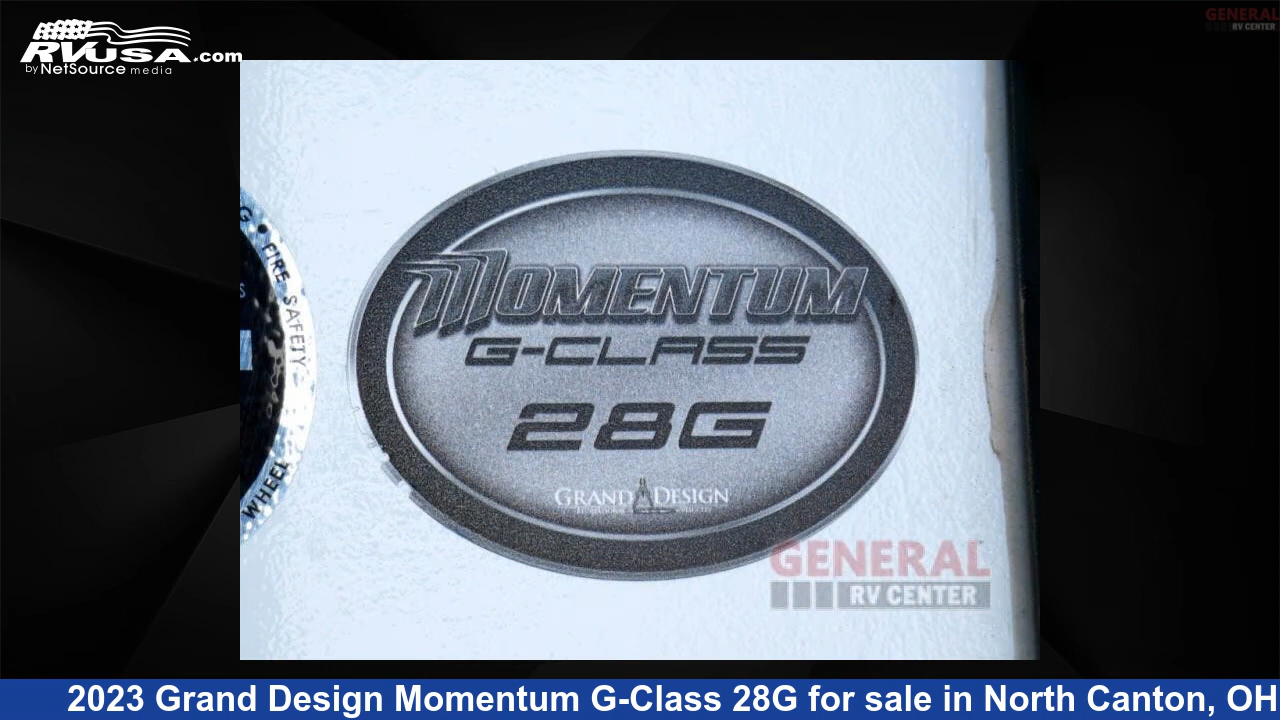 RVUSA.com
by NetSource media
GENERAL
RV CENTER
G • FIRE SAFETY
S
WHEEL
MOMENTUM
G-CLASS
28G
GRAND DESIGN
GENERAL
RV CENTER
2023 Grand Design Momentum G-Class 28G for sale in North Canton, OH